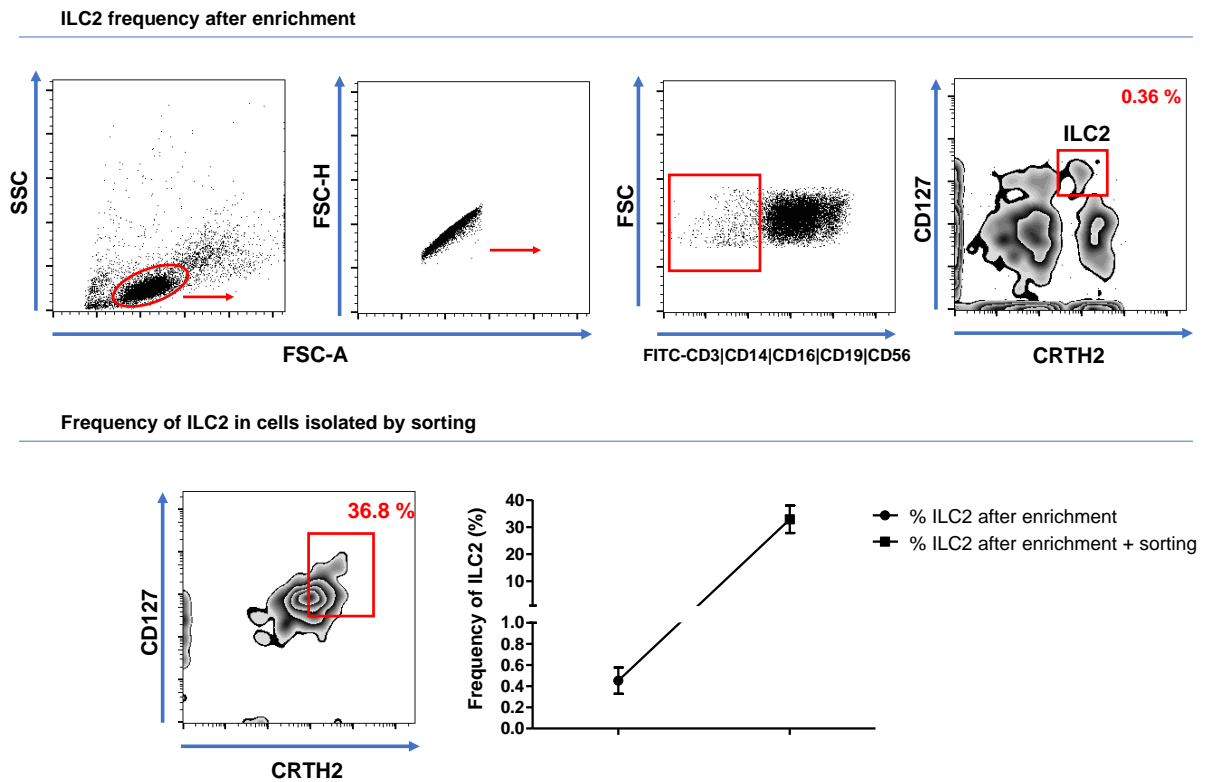 ILC2 frequency after enrichment
SSC
FSC-H
FSC-A
FSC
FITC-CD3|CD14|CD16|CD19|CD56
CD127
0.36 %
ILC2
CRTH2
Frequency of ILC2 in cells isolated by sorting
CD127
36.8 %
CRTH2
Frequency of ILC2 (%)
40
30
20
10
0
1.0
0.8
0.6
0.4
0.2
0.0
% ILC2 after enrichment
% ILC2 after enrichment + sorting